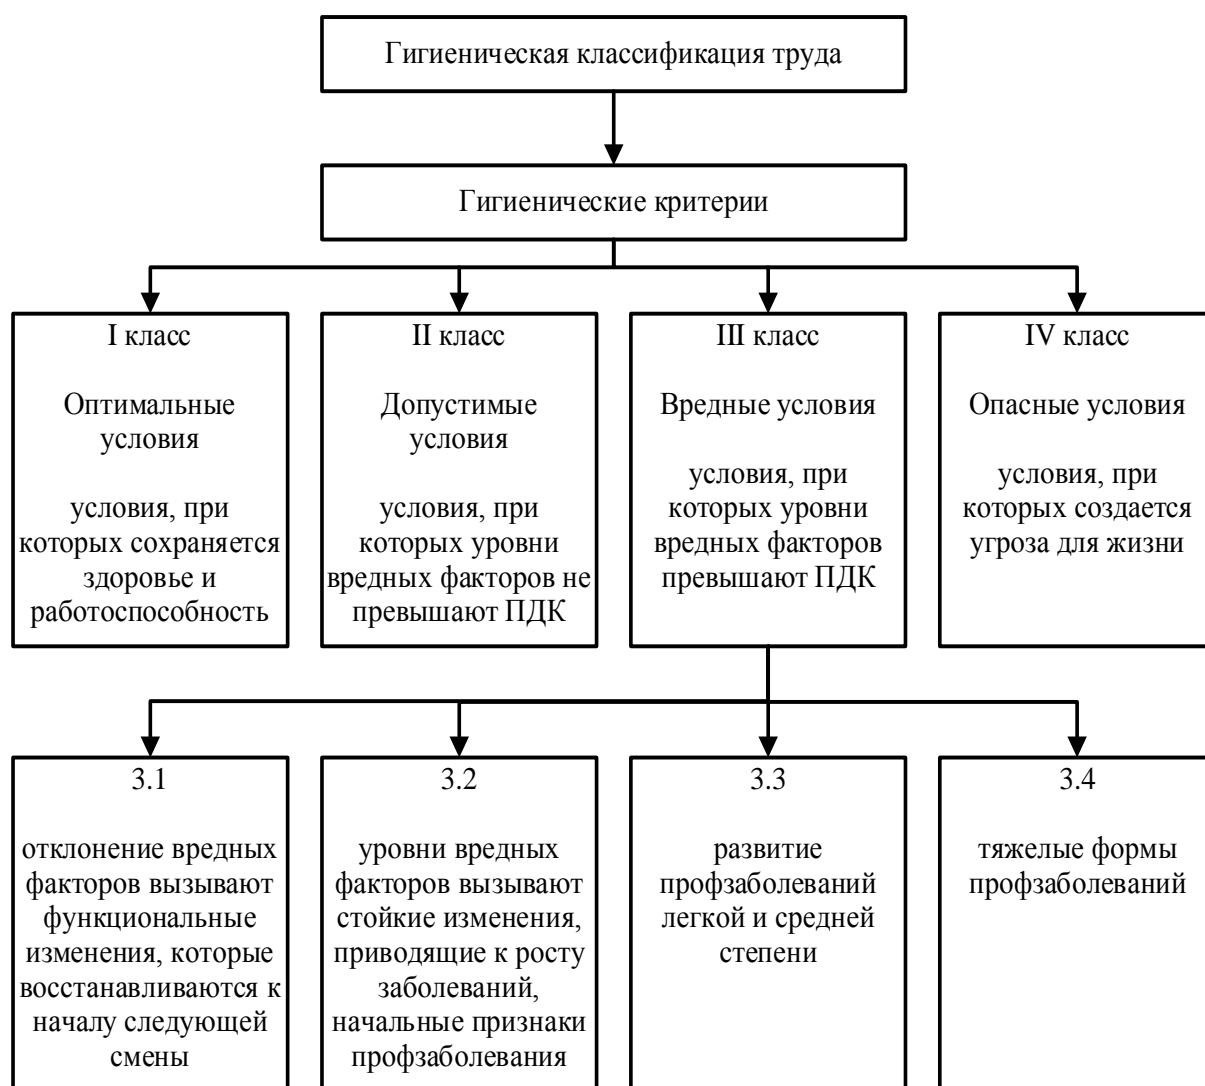 Гигиеническая классификация труда
Гигиенические критерии
I класс
Оптимальные
условия
условия, при
которых сохраняется
здоровье и
работоспособность
II класс
Допустимые
условия
условия, при
которых уровни
вредных факторов не
превышают ПДК
III класс
Вредные условия
условия, при
которых уровни
вредных факторов
превышают ПДК
IV класс
Опасные условия
условия, при
которых создается
угроза для жизни
3.1
отклонение вредных
факторов вызывают
функциональные
изменения, которые
восстанавливаются к
началу следующей
смены
3.2
уровни вредных
факторов вызывают
стойкие изменения,
приводящие к росту
заболеваний,
начальные признаки
профзаболевания
3.3
развитие
профзаболеваний
легкой и средней
степени
3.4
тяжелые формы
профзаболеваний